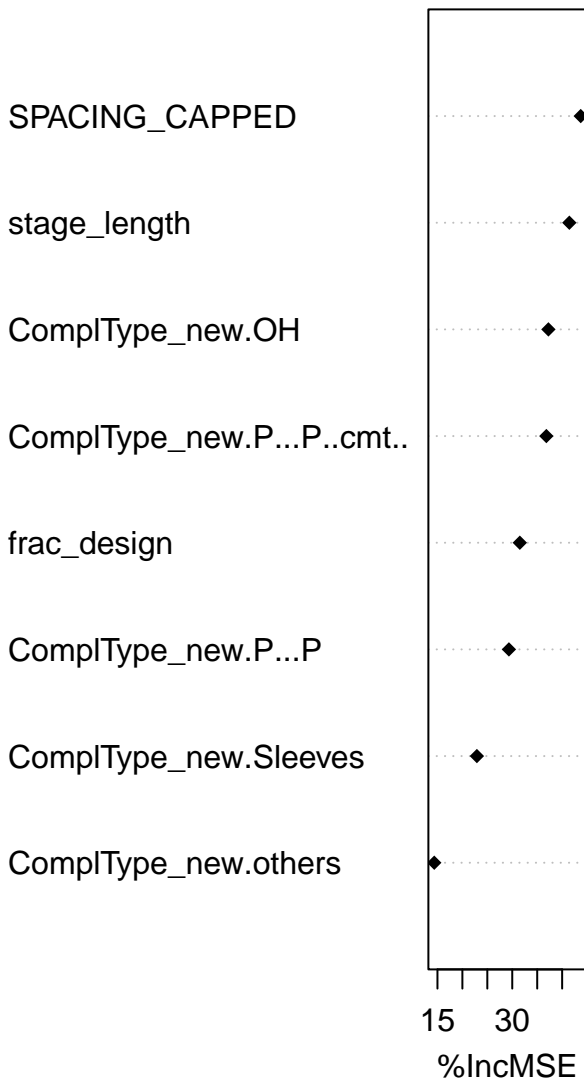 SPACING_CAPPED
stage_length
ComplType_new.OH
ComplType_new.P...P..cmt..
frac_design
ComplType_new.P...P
ComplType_new.Sleeves
ComplType_new.others
15 30
%IncMSE